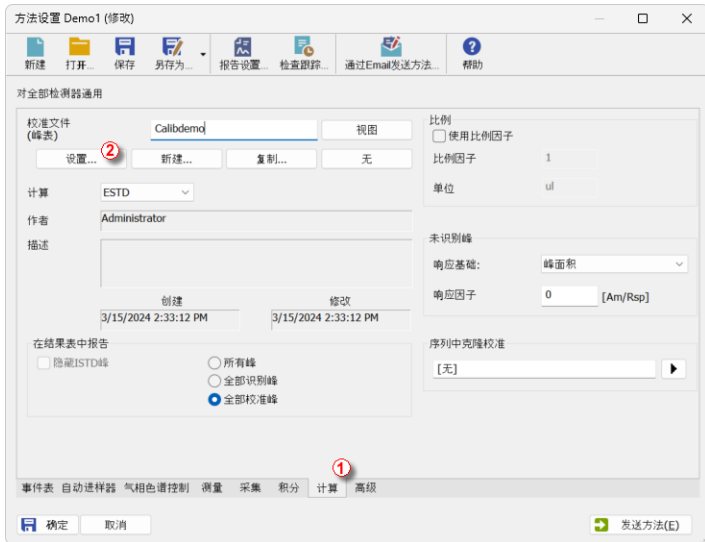 方法设置 Demo1 (修改)
新建 打开... 保存 另存为... 报告设置... 检查跟踪... 通过Email发送方法... 帮助
对全部检测器通用
校准文件
(峰表)
Calibdemo
视图
② 设置... 新建... 复制... 无
计算 ESTD
作者 Administrator
描述
创建 修改
3/15/2024 2:33:12 PM 3/15/2024 2:33:12 PM
在结果表中报告
隐藏ISTD峰
所有峰
全部识别峰
全部校准峰
比例
使用比例因子
比例因子 1
单位 ul
未识别峰
响应基础: 峰面积
响应因子 0 [Am/Rsp]
序列中克隆校准
[无]
①
事件表 自动进样器 气相色谱控制 测量 采集 积分 计算 高级
确定 取消 发送方法(E)